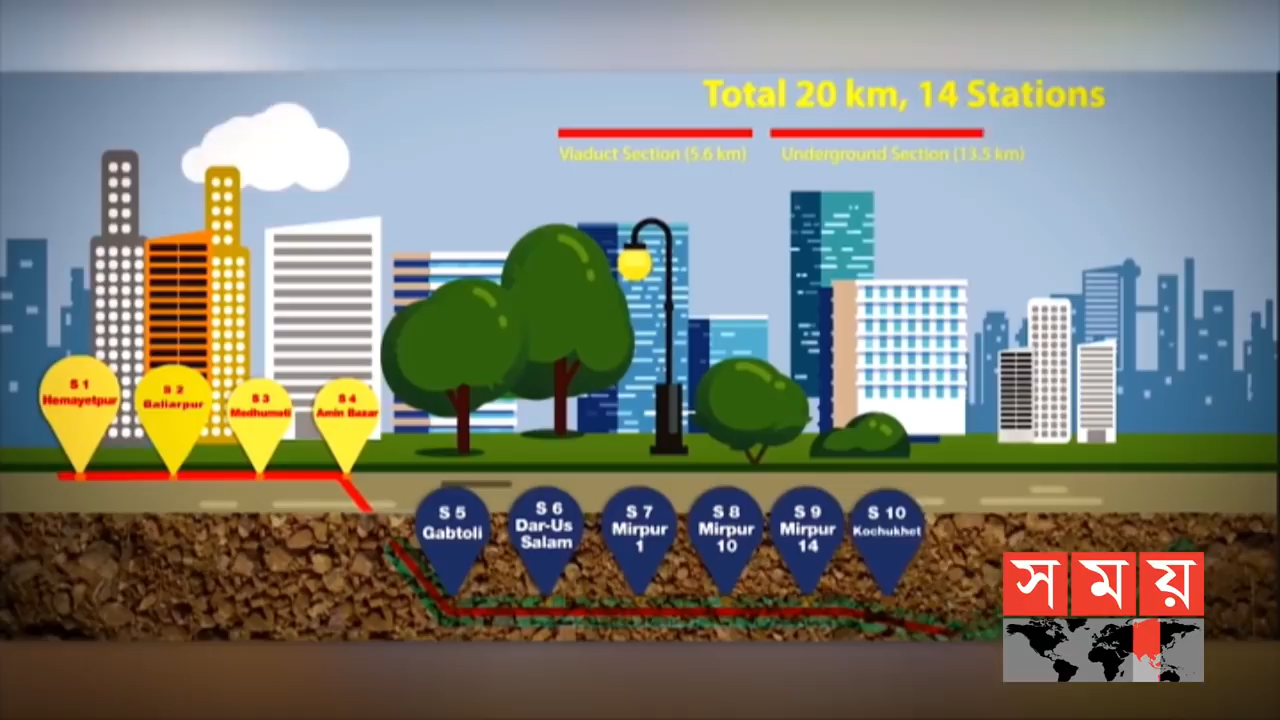 Total 20 km, 14 Stations
Viaduct Section (5.6 km)
Underground Section (13.5 km)
S 1
Hemayetpur
S 2
Baliarpur
S 3
Modhumoti
S 4
Amin Bazar
S 5
Gabtoli
S 6
Dar-Us
Salam
S 7
Mirpur
1
S 8
Mirpur
10
S 9
Mirpur
14
S 10
Kochukhet
সময়